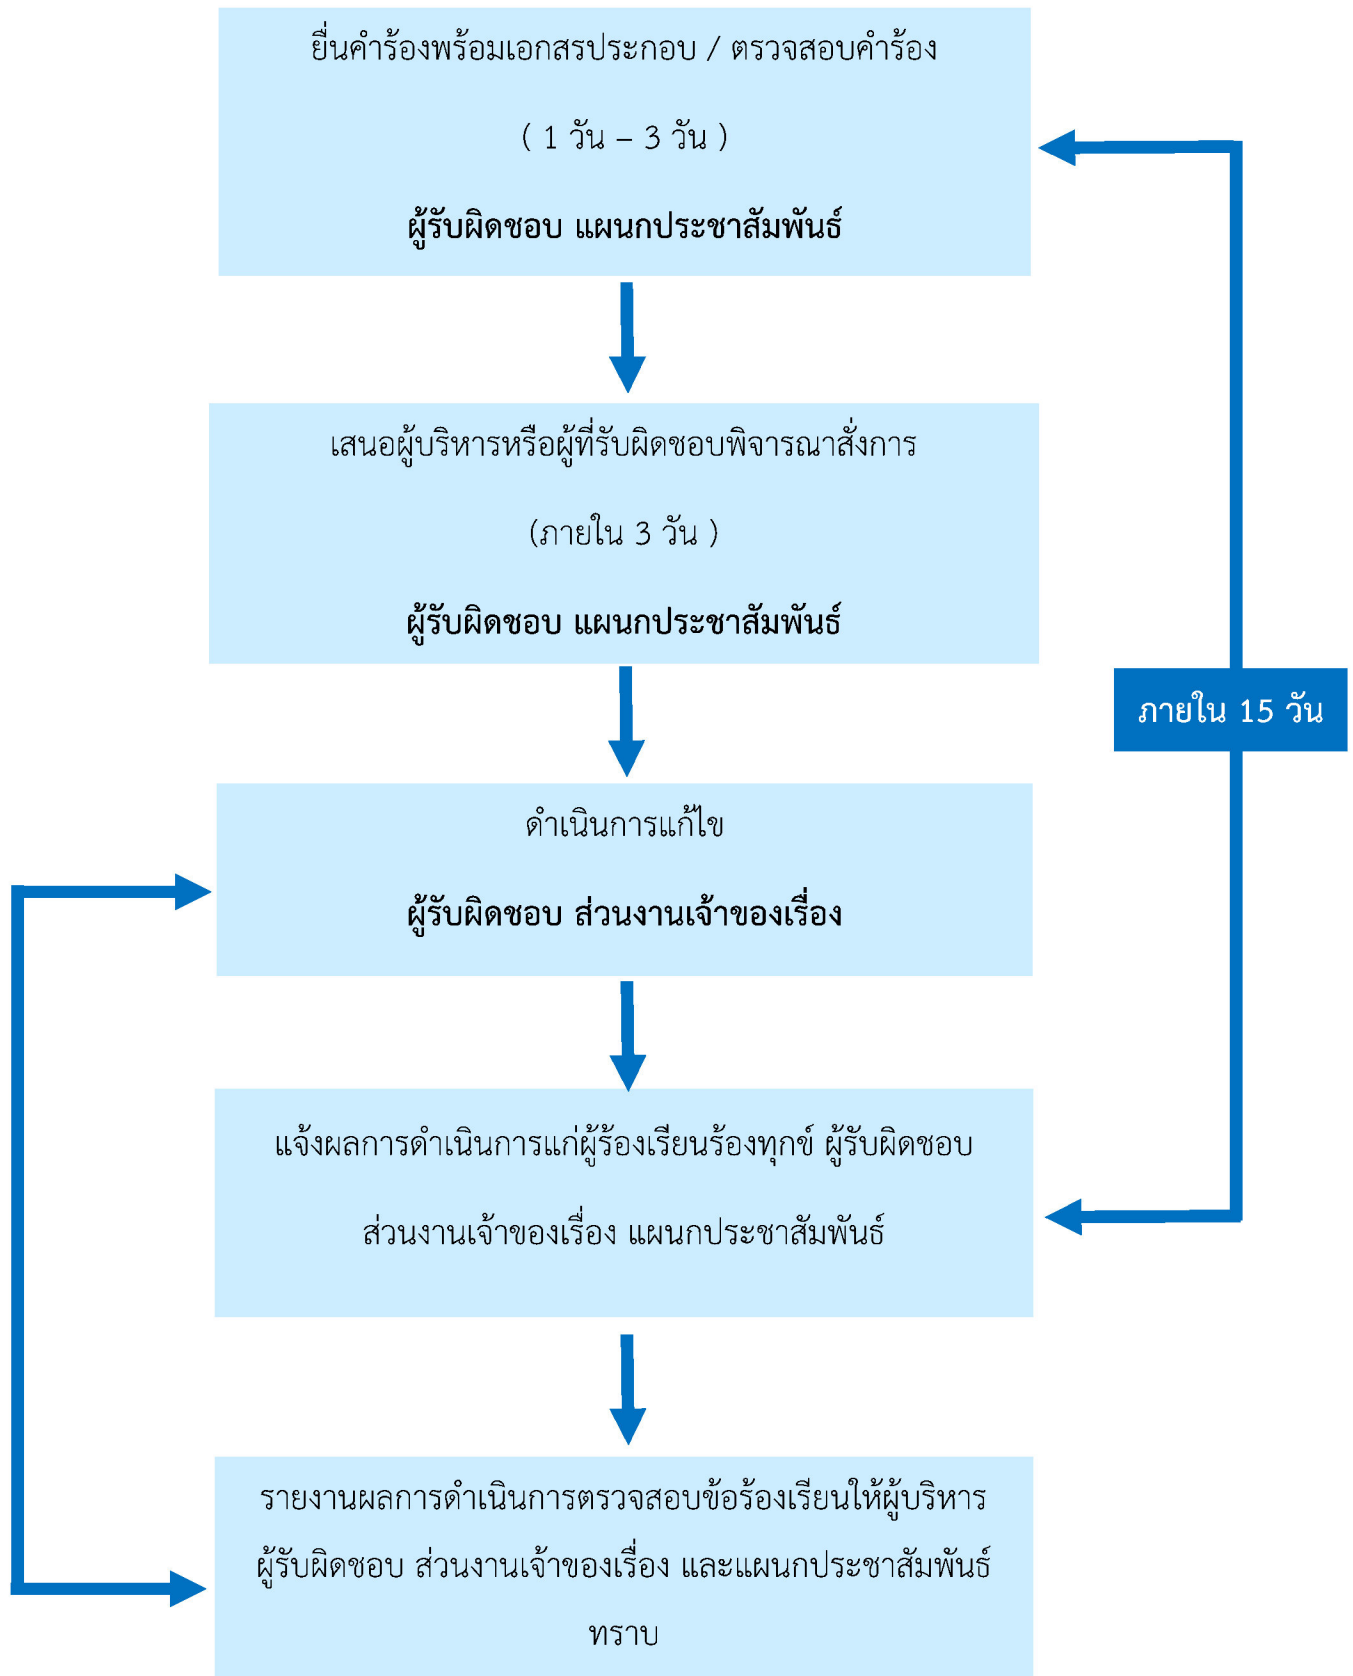 ยื่นคำร้องพร้อมเอกสรประกอบ / ตรวจสอบคำร้อง
( 1 วัน – 3 วัน )
ผู้รับผิดชอบ แผนกประชาสัมพันธ์
เสนอผู้บริหารหรือผู้ที่รับผิดชอบพิจารณาสั่งการ
(ภายใน 3 วัน )
ผู้รับผิดชอบ แผนกประชาสัมพันธ์
ภายใน 15 วัน
ดำเนินการแก้ไข
ผู้รับผิดชอบ ส่วนงานเจ้าของเรื่อง
แจ้งผลการดำเนินการแก่ผู้ร้องเรียนร้องทุกข์ ผู้รับผิดชอบ
ส่วนงานเจ้าของเรื่อง แผนกประชาสัมพันธ์
รายงานผลการดำเนินการตรวจสอบข้อร้องเรียนให้ผู้บริหาร
ผู้รับผิดชอบ ส่วนงานเจ้าของเรื่อง และแผนกประชาสัมพันธ์
ทราบ